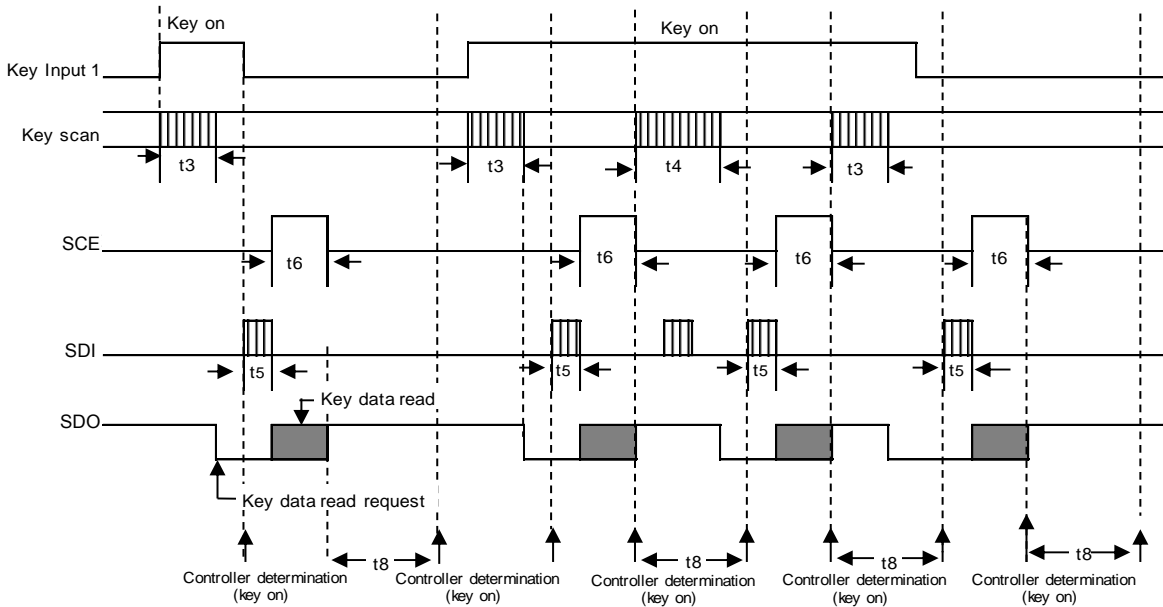 Key on
Key on
Key Input 1
Key scan
t3
t3
t4
t3
SCE
t6
t6
t6
t6
SDI
t5
t5
t5
t5
Key data read
SDO
Key data read request
t8
t8
t8
t8
Controller determination
(key on)
Controller determination
(key on)
Controller determination
(key on)
Controller determination
(key on)
Controller determination
(key on)